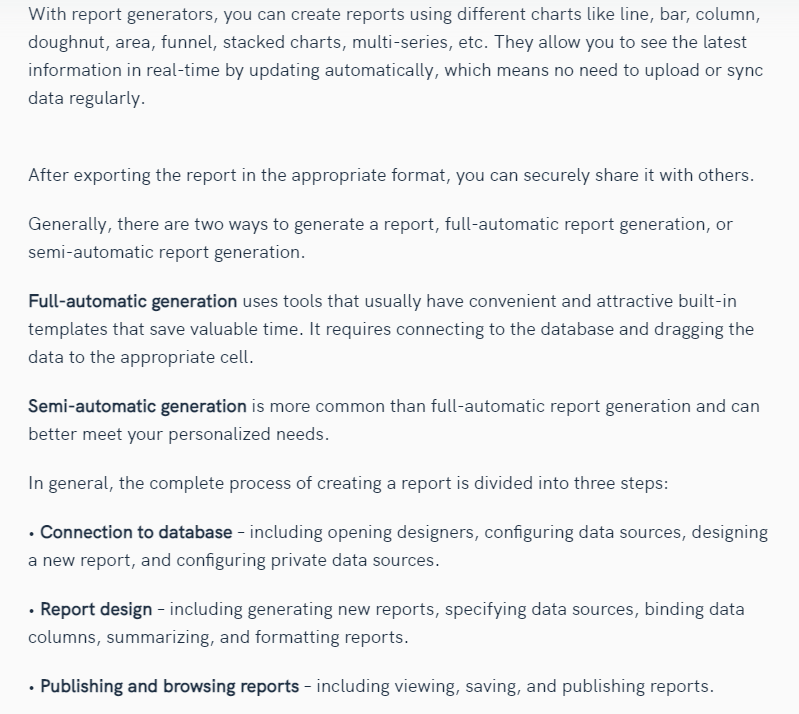 With report generators, you can create reports using different charts like line, bar, column,
doughnut, area, funnel, stacked charts, multi-series, etc. They allow you to see the latest
information in real-time by updating automatically, which means no need to upload or sync
data regularly.
After exporting the report in the appropriate format, you can securely share it with others.
Generally, there are two ways to generate a report, full-automatic report generation, or
semi-automatic report generation.
Full-automatic generation uses tools that usually have convenient and attractive built-in
templates that save valuable time. It requires connecting to the database and dragging the
data to the appropriate cell.
Semi-automatic generation is more common than full-automatic report generation and can
better meet your personalized needs.
In general, the complete process of creating a report is divided into three steps:
• Connection to database – including opening designers, configuring data sources, designing
a new report, and configuring private data sources.
• Report design – including generating new reports, specifying data sources, binding data
columns, summarizing, and formatting reports.
• Publishing and browsing reports – including viewing, saving, and publishing reports.